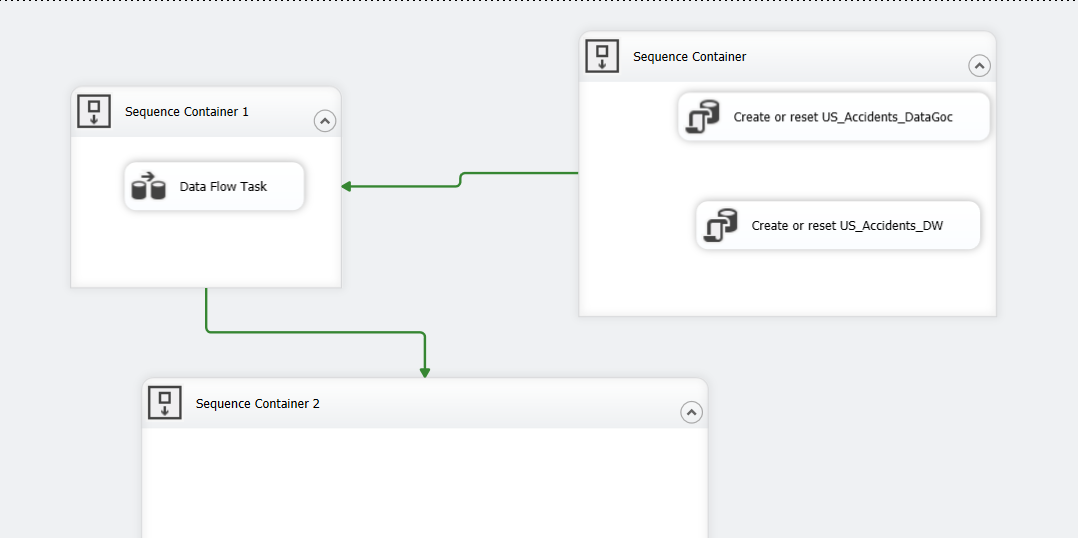 Sequence Container
Create or reset US_Accidents_DataGoc
Create or reset US_Accidents_DW
Sequence Container 1
Data Flow Task
Sequence Container 2